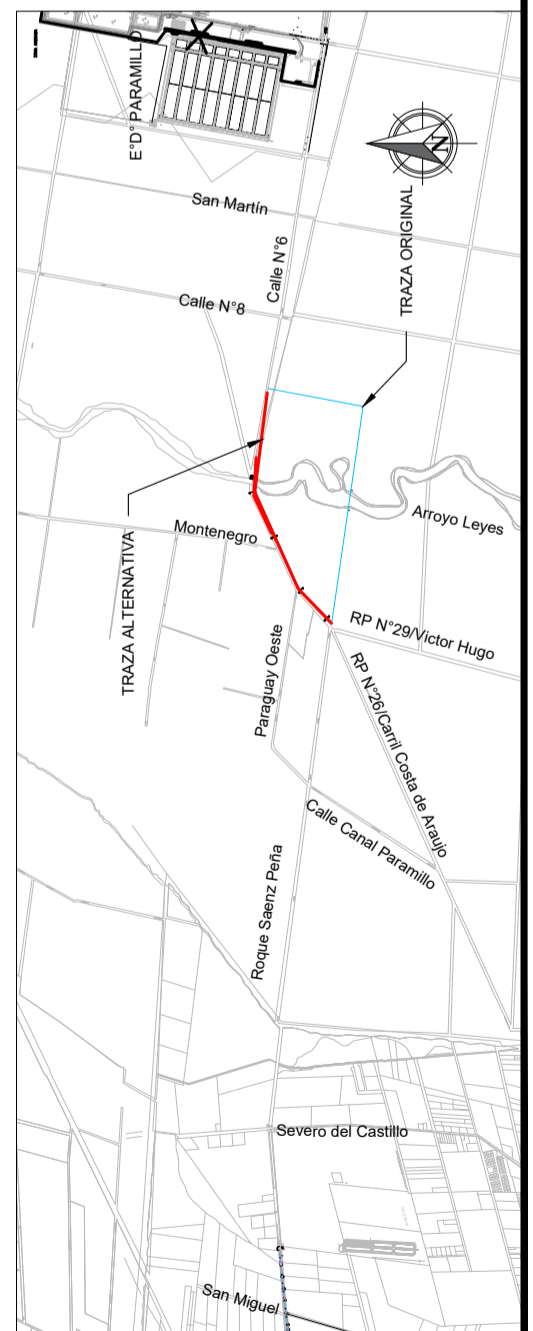 E°D° PARAMILLO
N
San Martín
TRAZA ORIGINAL
Calle N°6
Calle N°8
Arroyo Leyes
Montenegro
TRAZA ALTERNATIVA
RP N°29/Victor Hugo
Paraguay Oeste
RP N°26/Carril Costa de Araujo
Calle Canal Paramillo
Roque Saenz Peña
Severo del Castillo
San Miguel